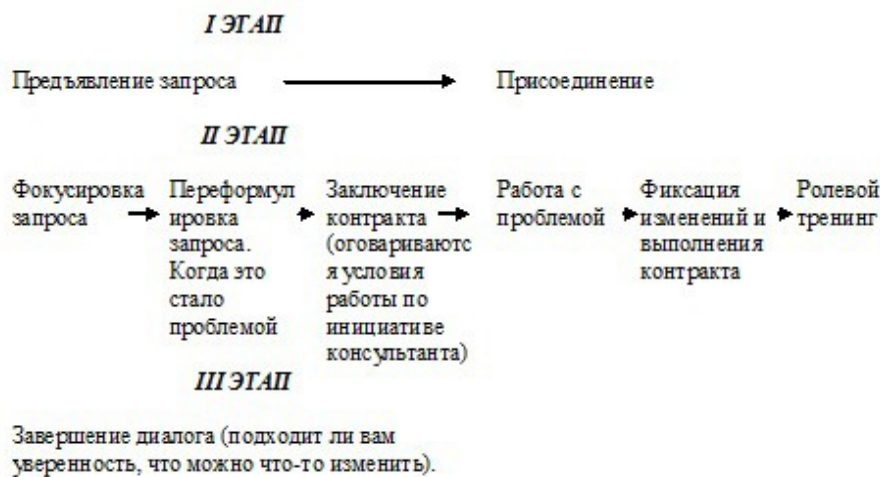 I ЭТАП
Предъявление запроса
Присоединение
II ЭТАП
Фокусировка
запроса
Переформул
ировка
запроса.
Когда это
стало
проблемой
Заключение
контракта
(оговариваютс
я условия
работы по
инициативе
консультанта)
Работа с
проблемой
Фиксация
изменений и
выполнения
контракта
Ролевой
тренинг
III ЭТАП
Завершение диалога (подходит ли вам
уверенность, что можно что-то изменить).